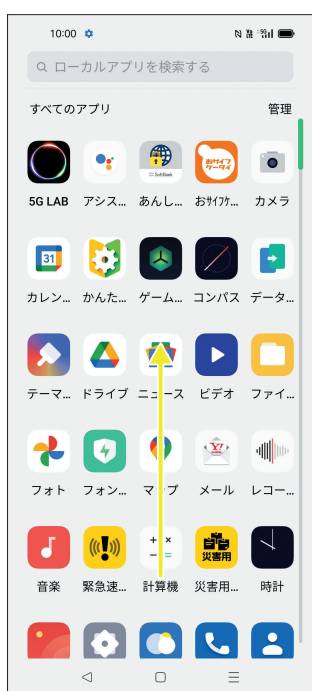 10:00
ローカルアプリを検索する
すべてのアプリ 管理
SoftBank
おサイフケータイ
5G LAB アシス... あんし... おサイフケ... カメラ
31
カレン... かんた... ゲーム... コンパス データ...
テーマ... ドライブ ニュース ビデオ ファイ...
Y!
フォト フォン... マップ メール レコー...
災害用
音楽 緊急速... 計算機 災害用... 時計